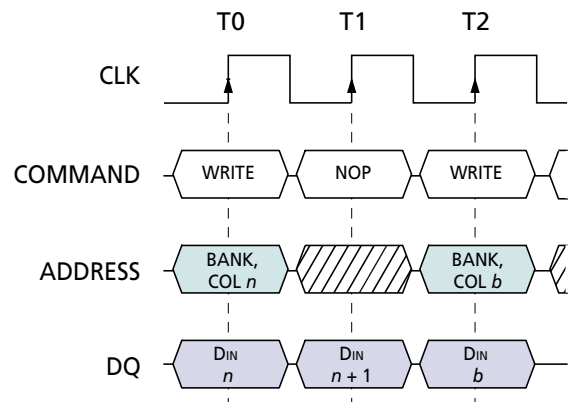 T0 T1 T2
CLK
COMMAND WRITE NOP WRITE
ADDRESS BANK, COL n BANK, COL b
DQ DIN n DIN n + 1 DIN b